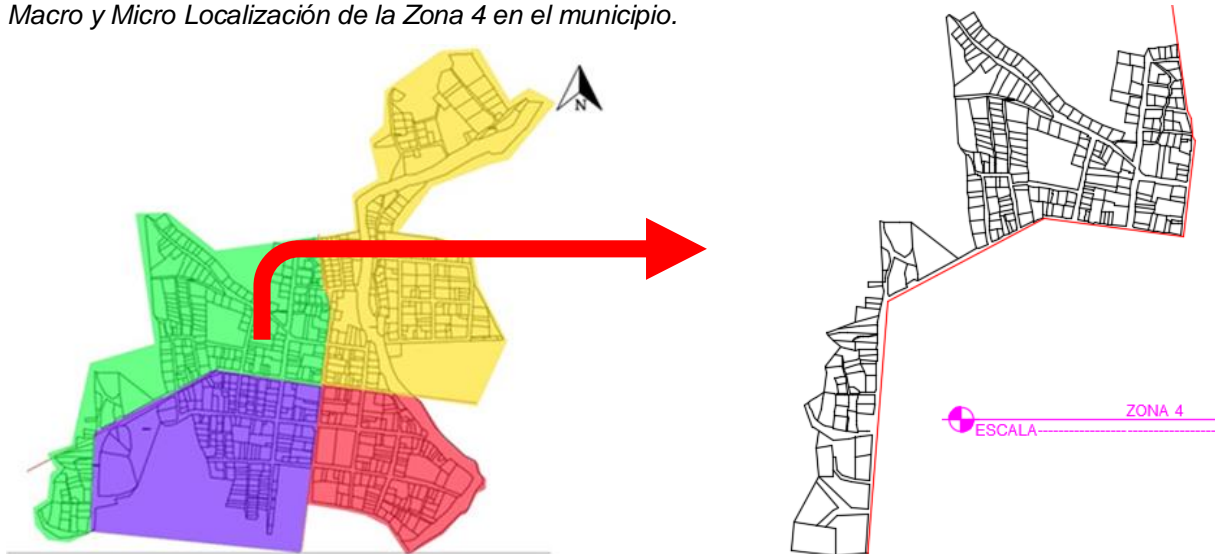 Macro y Micro Localización de la Zona 4 en el municipio.
N
ZONA 4
ESCALA